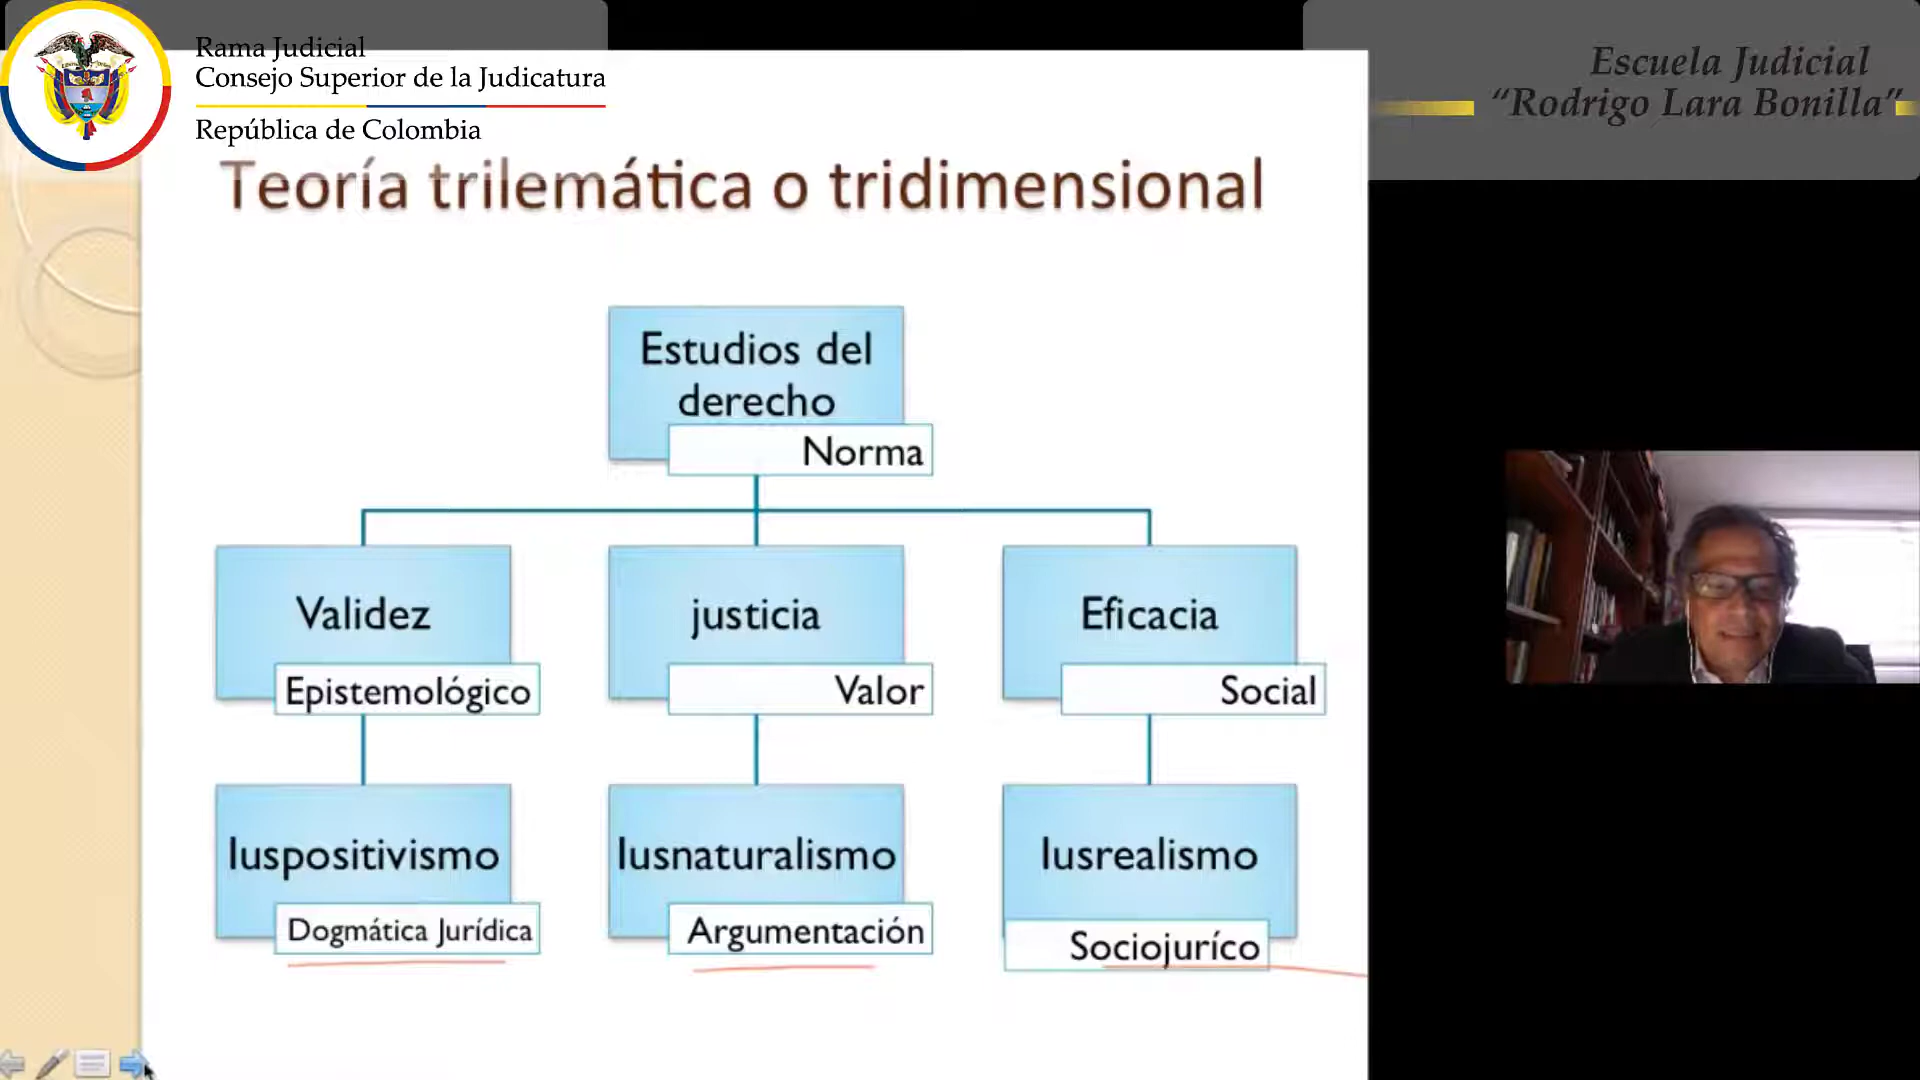 Rama Judicial
Consejo Superior de la Judicatura
República de Colombia
Escuela Judicial
“Rodrigo Lara Bonilla”
Teoría trilemática o tridimensional
Estudios del
derecho
Norma
Validez
Epistemológico
justicia
Valor
Eficacia
Social
Iuspositivismo
Dogmática Jurídica
Iusnaturalismo
Argumentación
Iusrealismo
Sociojuríco